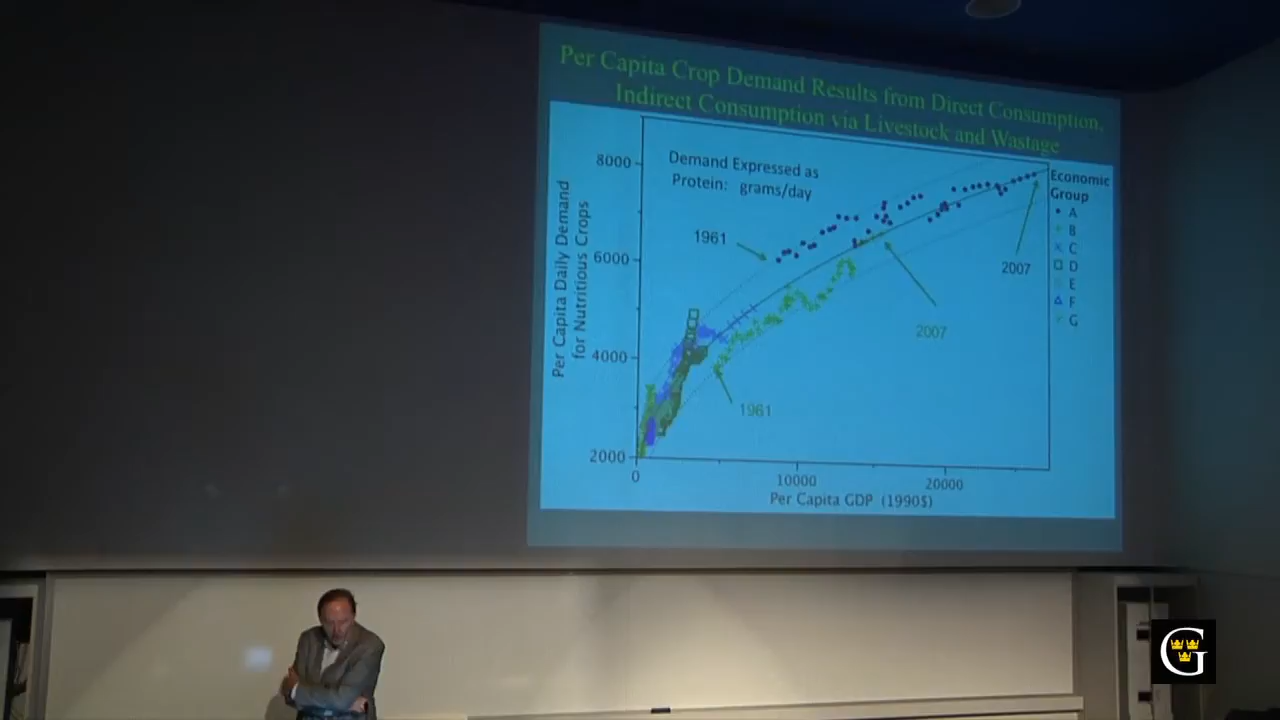 Per Capita Crop Demand Results from Direct Consumption,
Indirect Consumption via Livestock and Wastage
Demand Expressed as
Protein: grams/day
Per Capita Daily Demand
for Nutritious Crops
8000
6000
4000
2000
0
10000
20000
Per Capita GDP (1990$)
1961
2007
2007
1961
Economic
Group
A
B
C
D
E
F
G
G